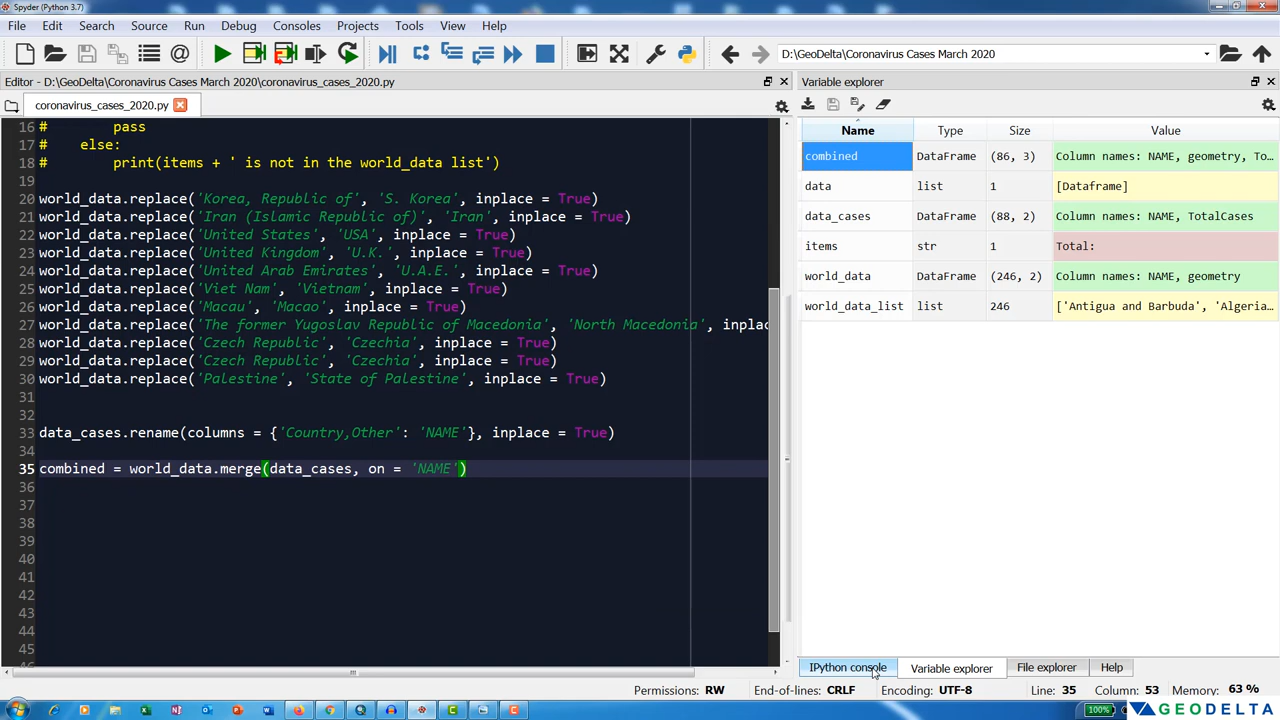 Spyder (Python 3.7)
File Edit Search Source Run Debug Consoles Projects Tools View Help
D:\GeoDelta\Coronavirus Cases March 2020
Editor - D:\GeoDelta\Coronavirus Cases March 2020\coronavirus_cases_2020.py
Variable explorer
coronavirus_cases_2020.py
16 # pass
17 # else:
18 # print(items + ' is not in the world_data list')
19
20 world_data.replace('Korea, Republic of', 'S. Korea', inplace = True)
21 world_data.replace('Iran (Islamic Republic of)', 'Iran', inplace = True)
22 world_data.replace('United States', 'USA', inplace = True)
23 world_data.replace('United Kingdom', 'U.K.', inplace = True)
24 world_data.replace('United Arab Emirates', 'U.A.E.', inplace = True)
25 world_data.replace('Viet Nam', 'Vietnam', inplace = True)
26 world_data.replace('Macau', 'Macao', inplace = True)
27 world_data.replace('The former Yugoslav Republic of Macedonia', 'North Macedonia', inplac
28 world_data.replace('Czech Republic', 'Czechia', inplace = True)
29 world_data.replace('Czech Republic', 'Czechia', inplace = True)
30 world_data.replace('Palestine', 'State of Palestine', inplace = True)
31
32
33 data_cases.rename(columns = {'Country,Other': 'NAME'}, inplace = True)
34
35 combined = world_data.merge(data_cases, on = 'NAME')
36
37
38
39
40
41
42
43
44
45
Name Type Size Value
combined DataFrame (86, 3) Column names: NAME, geometry, To...
data list 1 [Dataframe]
data_cases DataFrame (88, 2) Column names: NAME, TotalCases
items str 1 Total:
world_data DataFrame (246, 2) Column names: NAME, geometry
world_data_list list 246 ['Antigua and Barbuda', 'Algeria...
IPython console Variable explorer File explorer Help
Permissions: RW End-of-lines: CRLF Encoding: UTF-8 Line: 35 Column: 53 Memory: 63 %
100%
GEODELTA